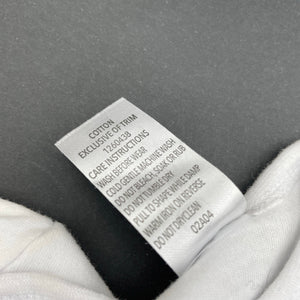 COTTON
EXCLUSIVE OF TRIM
1260438
CARE INSTRUCTIONS
WASH BEFORE WEAR
COLD GENTLE MACHINE WASH
DO NOT BLEACH, SOAK OR RUB
DO NOT TUMBLE DRY
PULL TO SHAPE WHILE DAMP
WARM IRON ON REVERSE
DO NOT DRYCLEAN
02A04